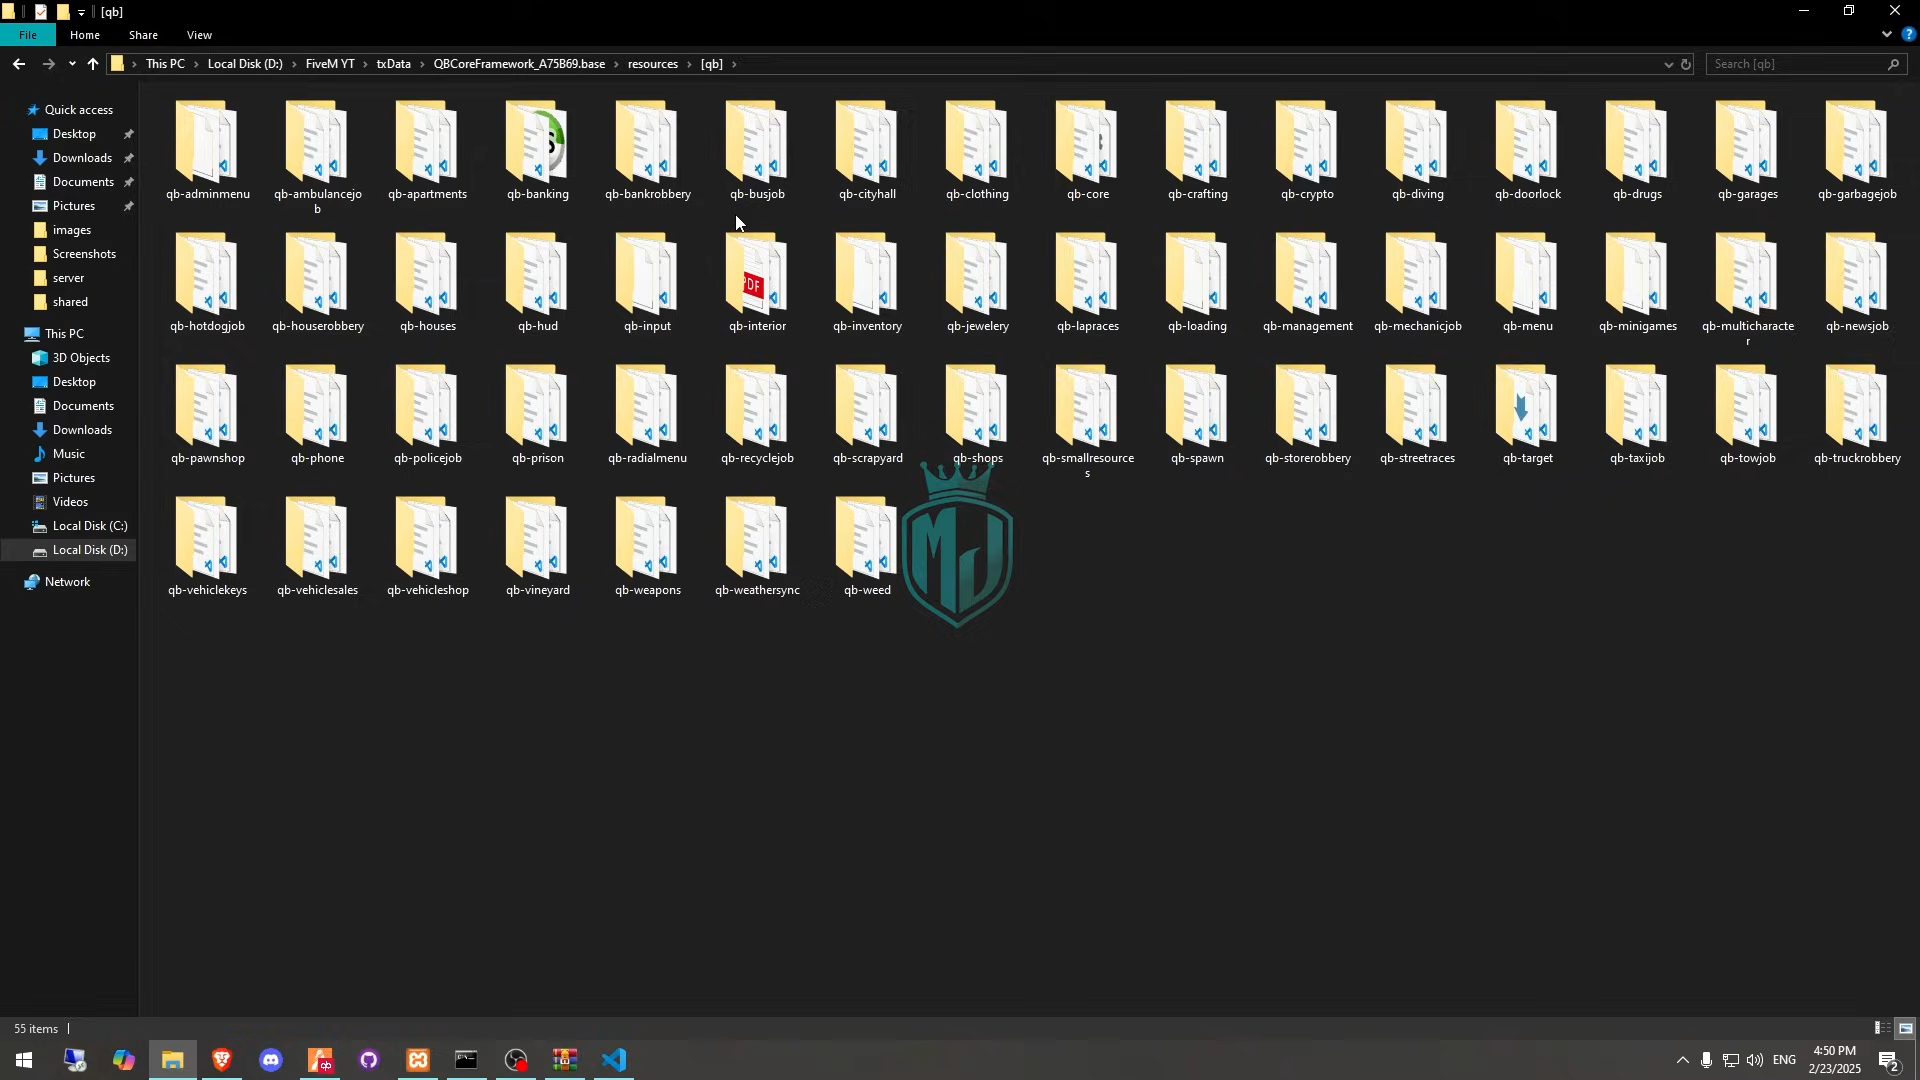 [qb]
File Home Share View
This PC Local Disk (D:) FiveM YT txData QBCoreFramework_A75B69.base resources [qb] Search [qb]
Quick access
Desktop
Downloads
Documents
Pictures
images
Screenshots
server
shared
This PC
3D Objects
Desktop
Documents
Downloads
Music
Pictures
Videos
Local Disk (C:)
Local Disk (D:)
Network
qb-adminmenu qb-ambulancejo qb-apartments qb-banking qb-bankrobbery qb-busjob qb-cityhall qb-clothing qb-core qb-crafting qb-crypto qb-diving qb-doorlock qb-drugs qb-garages qb-garbagejob
b
PDF
qb-hotdogjob qb-houserobbery qb-houses qb-hud qb-input qb-interior qb-inventory qb-jewelery qb-lapraces qb-loading qb-management qb-mechanicjob qb-menu qb-minigames qb-multicharacte qb-newsjob
r
qb-pawnshop qb-phone qb-policejob qb-prison qb-radialmenu qb-recyclejob qb-scrapyard qb-shops qb-smallresource qb-spawn qb-storerobbery qb-streetraces qb-target qb-taxijob qb-towjob qb-truckrobbery
s
qb-vehiclekeys qb-vehiclesales qb-vehicleshop qb-vineyard qb-weapons qb-weathersync qb-weed
MJ
55 items
qb
ENG
4:50 PM
2/23/2025
2